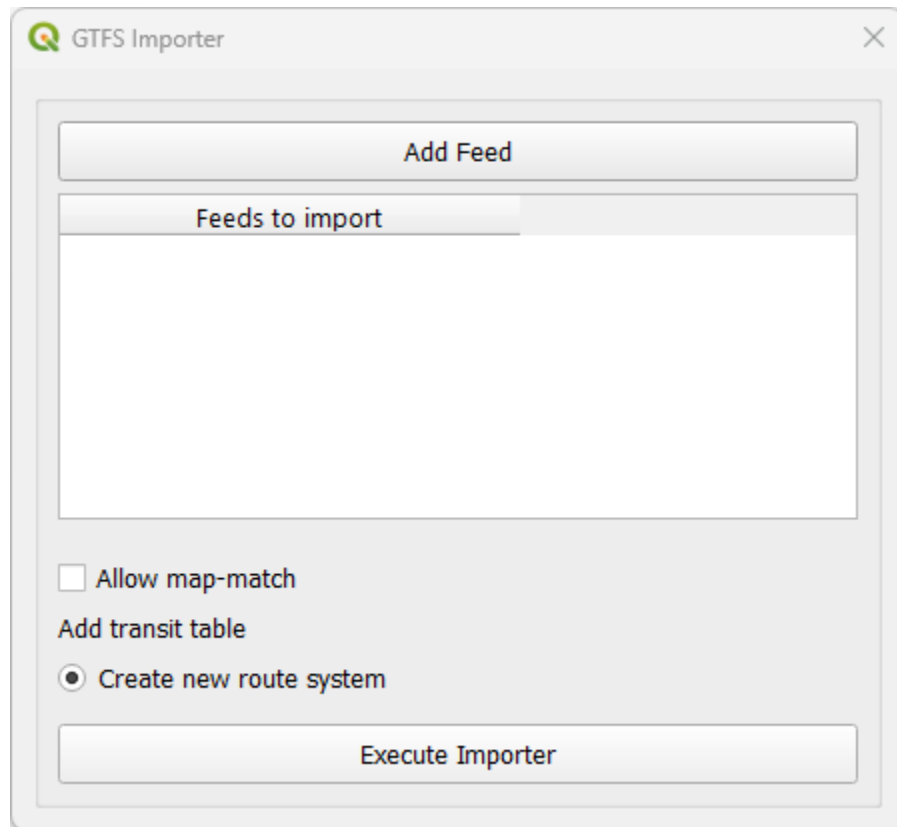 GTFS Importer
Add Feed
Feeds to import
Allow map-match
Add transit table
Create new route system
Execute Importer